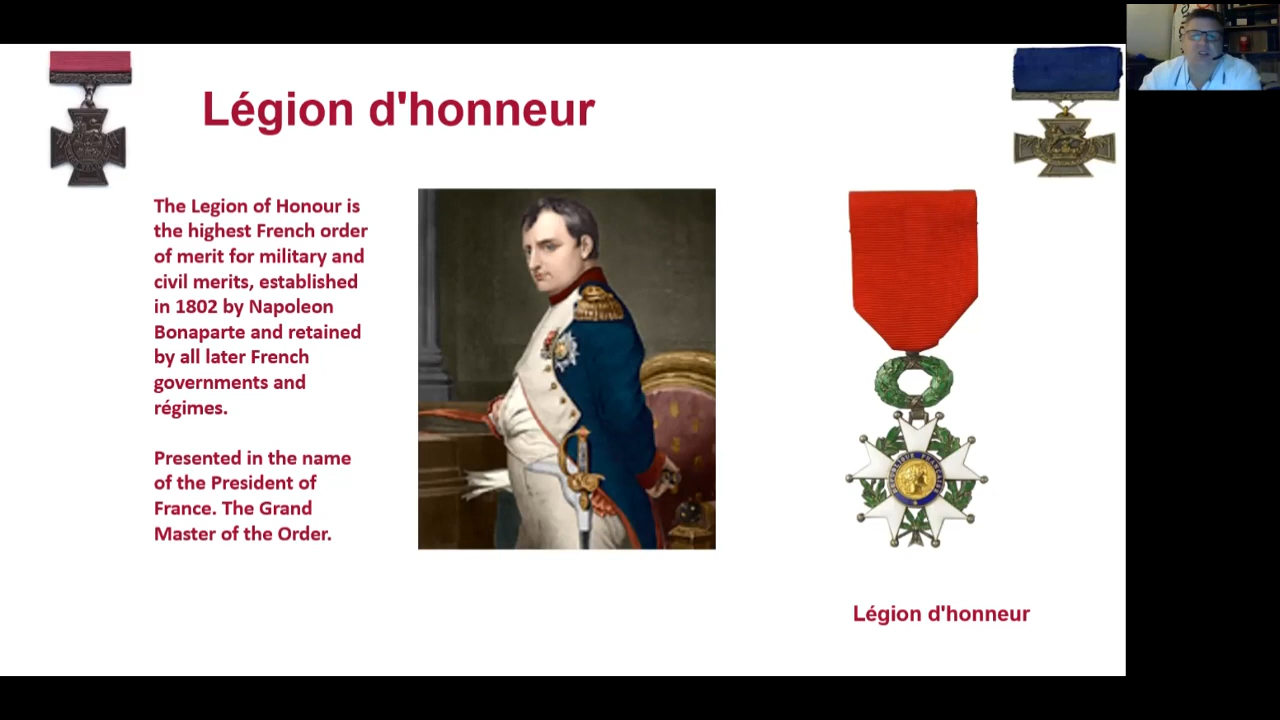 Légion d'honneur
The Legion of Honour is
the highest French order
of merit for military and
civil merits, established
in 1802 by Napoleon
Bonaparte and retained
by all later French
governments and
régimes.
Presented in the name
of the President of
France. The Grand
Master of the Order.
REPUBLIQUE FRANÇAISE
Légion d'honneur